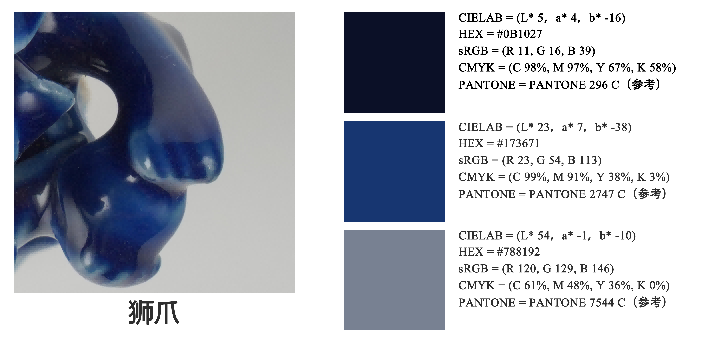 CIELAB = (L* 5, a* 4, b* -16)
HEX = #0B1027
sRGB = (R 11, G 16, B 39)
CMYK = (C 98%, M 97%, Y 67%, K 58%)
PANTONE = PANTONE 296 C（参考）
CIELAB = (L* 23, a* 7, b* -38)
HEX = #173671
sRGB = (R 23, G 54, B 113)
CMYK = (C 99%, M 91%, Y 38%, K 3%)
PANTONE = PANTONE 2747 C（参考）
CIELAB = (L* 54, a* -1, b* -10)
HEX = #788192
sRGB = (R 120, G 129, B 146)
CMYK = (C 61%, M 48%, Y 36%, K 0%)
PANTONE = PANTONE 7544 C（参考）
狮爪